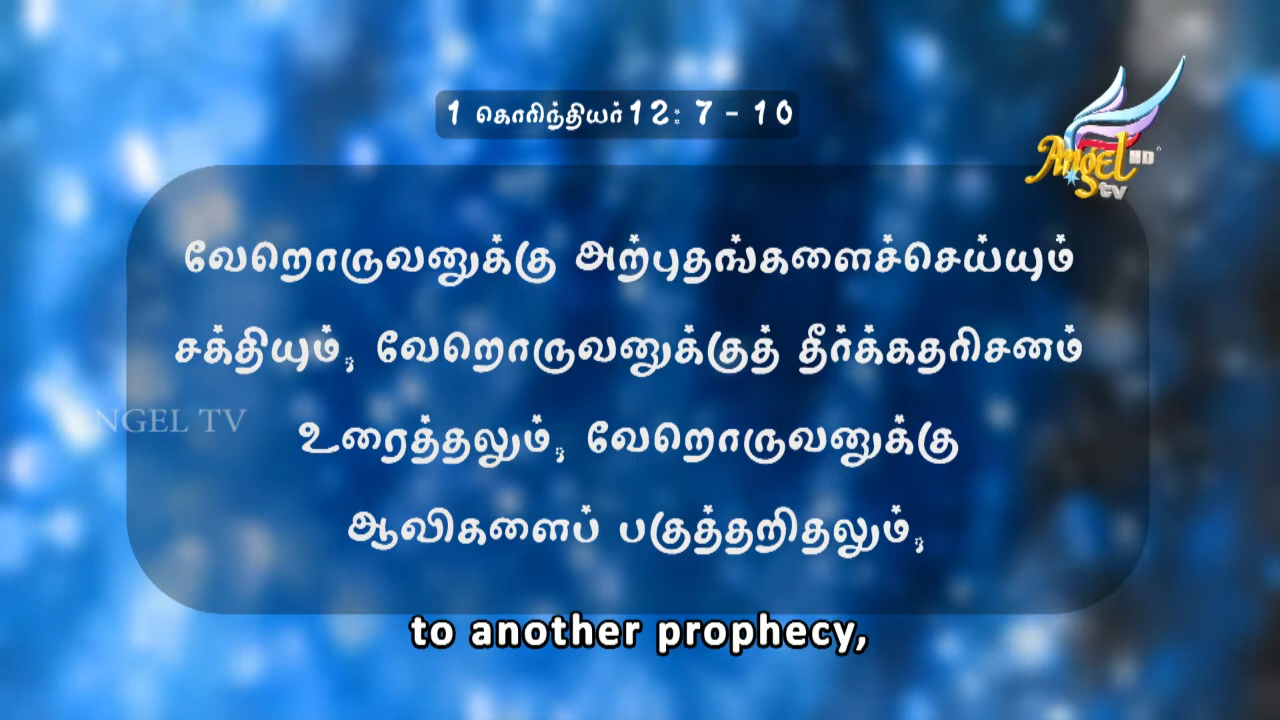 1 கொரிந்தியர் 12: 7 - 10
Angel HD
tv
வேறொருவனுக்கு அற்புதங்களைச்செய்யும்
சக்தியும், வேறொருவனுக்குத் தீர்க்கதரிசனம்
உரைத்தலும், வேறொருவனுக்கு
NGEL TV
ஆவிகளைப் பகுத்தறிதலும்,
to another prophecy,